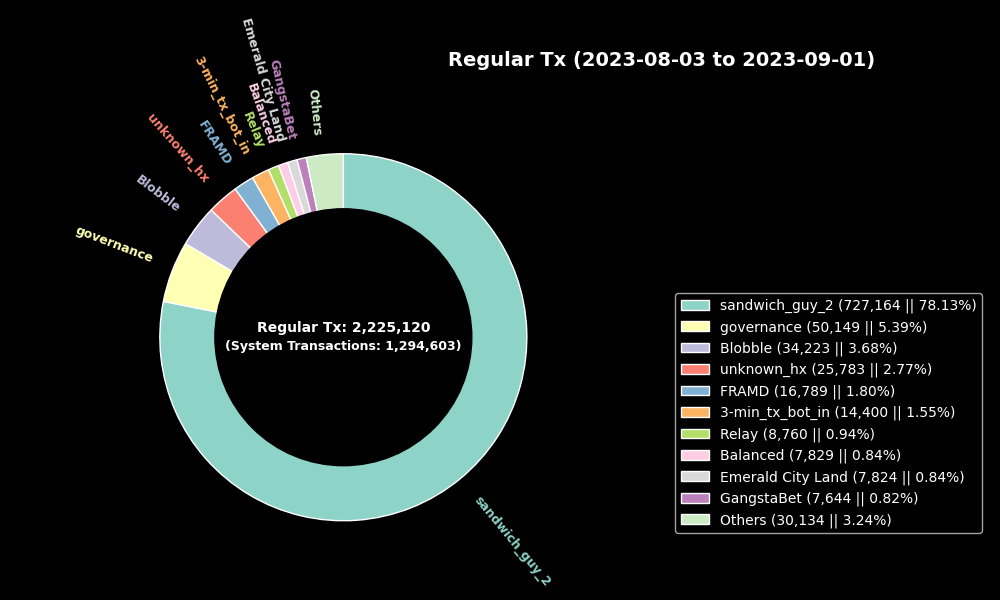 Regular Tx (2023-08-03 to 2023-09-01)
Emerald City Land
GangstaBet
3-min_tx_bot_in
Balanced
Others
Relay
unknown_hx
FRAMD
Blobble
governance
Regular Tx: 2,225,120
(System Transactions: 1,294,603)
sandwich_guy_2
sandwich_guy_2 (727,164 || 78.13%)
governance (50,149 || 5.39%)
Blobble (34,223 || 3.68%)
unknown_hx (25,783 || 2.77%)
FRAMD (16,789 || 1.80%)
3-min_tx_bot_in (14,400 || 1.55%)
Relay (8,760 || 0.94%)
Balanced (7,829 || 0.84%)
Emerald City Land (7,824 || 0.84%)
GangstaBet (7,644 || 0.82%)
Others (30,134 || 3.24%)